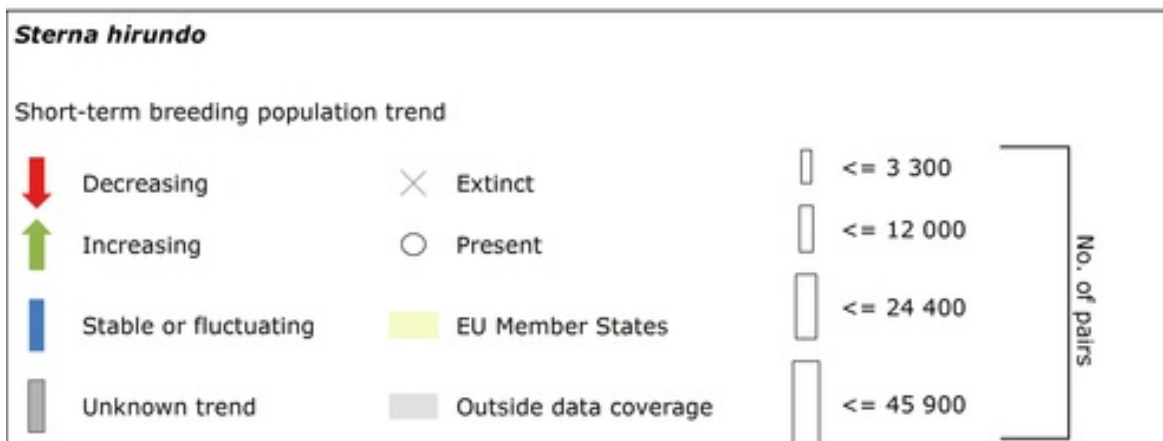 Sterna hirundo
Short-term breeding population trend
Decreasing
Extinct
<= 3 300
Increasing
Present
<= 12 000
Stable or fluctuating
EU Member States
<= 24 400
Unknown trend
Outside data coverage
<= 45 900
No. of pairs